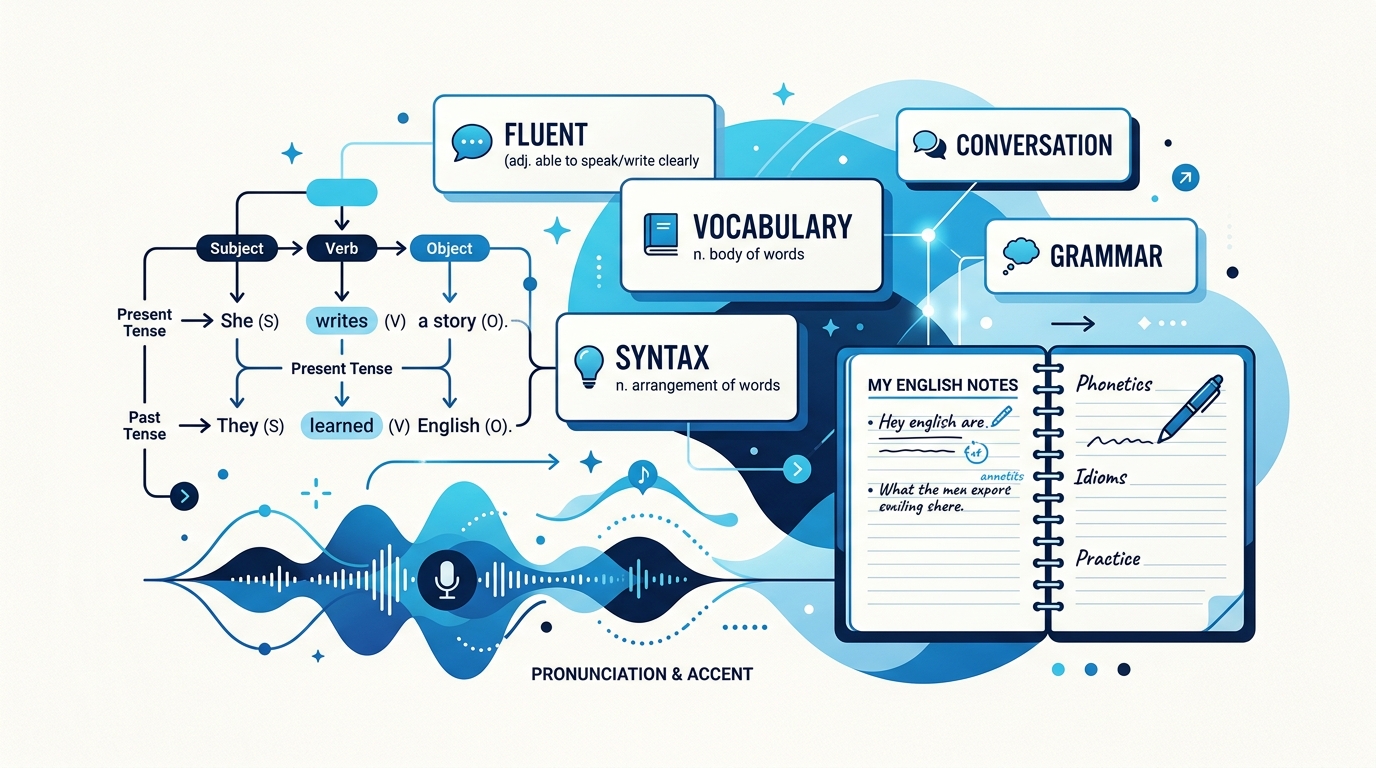 FLUENT
(adj. able to speak/write clearly
CONVERSATION
VOCABULARY
n. body of words
GRAMMAR
Subject Verb Object
Present
Tense
She (S) writes (V) a story (O).
Present Tense
Past
Tense
They (S) learned (V) English (O).
SYNTAX
n. arrangement of words
MY ENGLISH NOTES
Hey english are.
annetits
What the men expore
shere.
Phonetics
Idioms
Practice
PRONUNCIATION & ACCENT